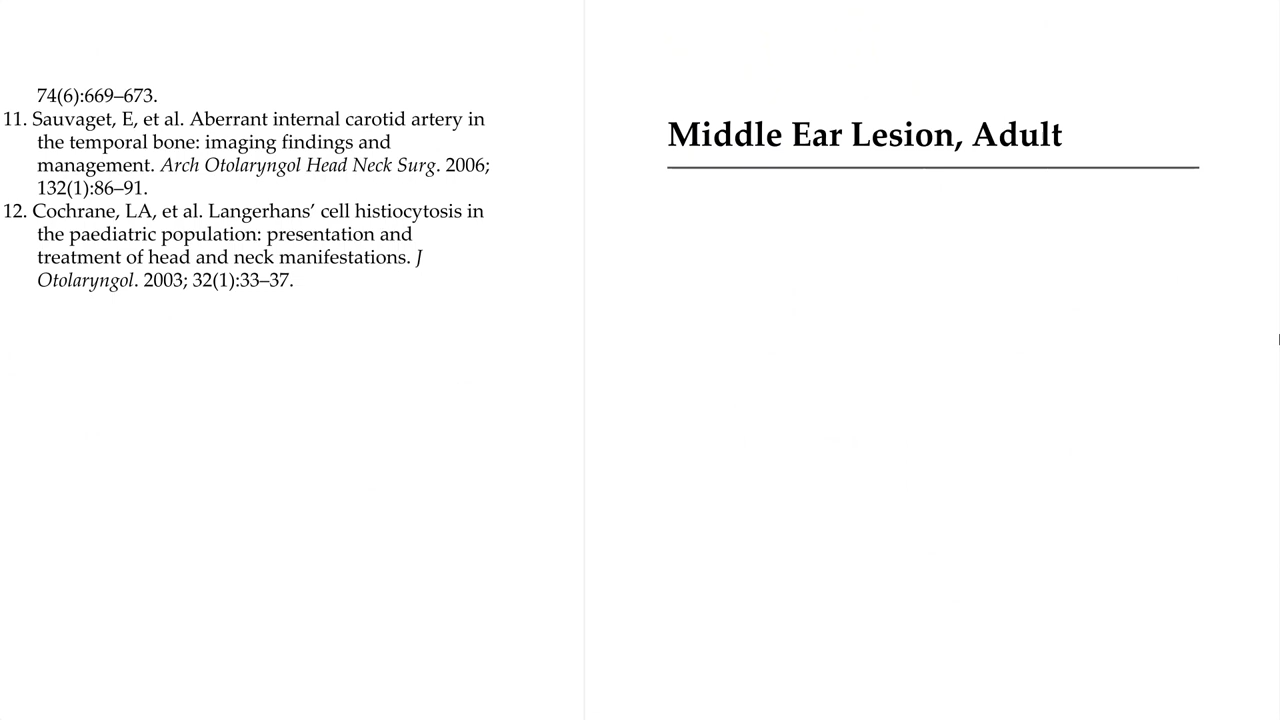 74(6):669–673.
11. Sauvaget, E, et al. Aberrant internal carotid artery in
the temporal bone: imaging findings and
management. Arch Otolaryngol Head Neck Surg. 2006;
132(1):86–91.
12. Cochrane, LA, et al. Langerhans’ cell histiocytosis in
the paediatric population: presentation and
treatment of head and neck manifestations. J
Otolaryngol. 2003; 32(1):33–37.
Middle Ear Lesion, Adult